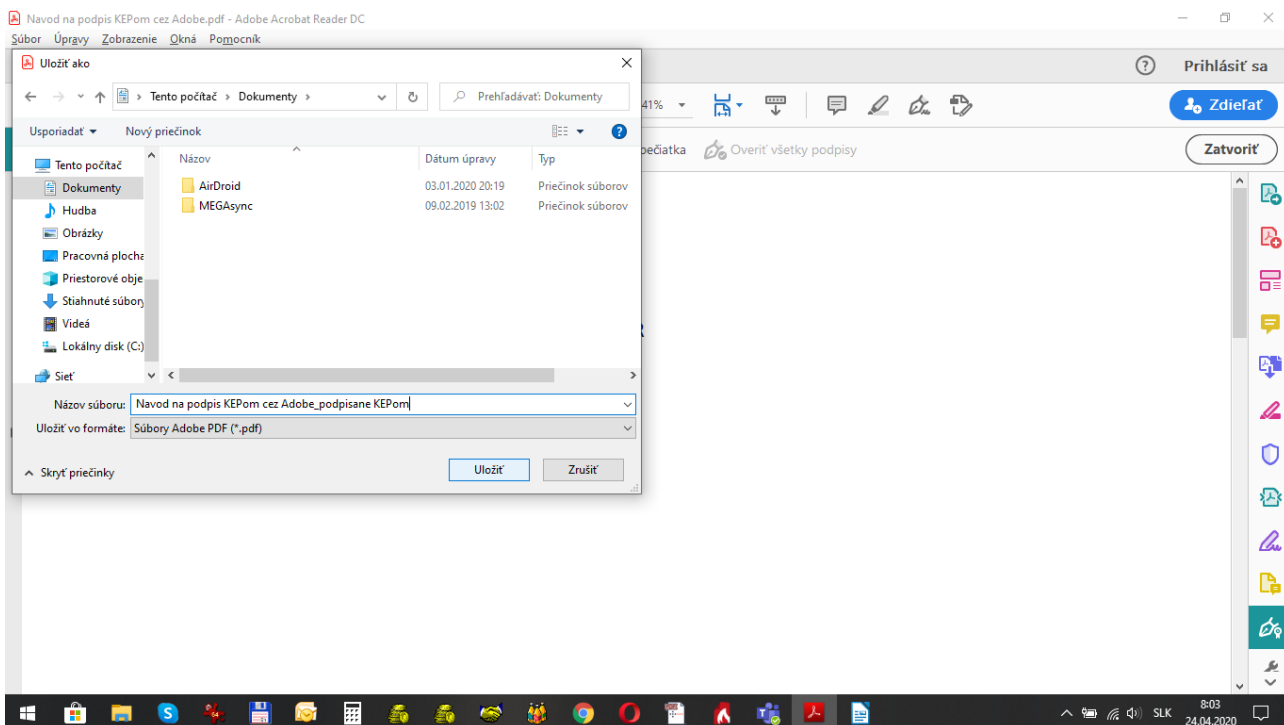 Navod na podpis KEPom cez Adobe.pdf - Adobe Acrobat Reader DC
Súbor Úpravy Zobrazenie Okná Pomocník
Uložiť ako
Prihlásiť sa
Tento počítač › Dokumenty ›
Prehľadávať: Dokumenty
41%
Zdieľať
Usporiadať Nový priečinok
pečiatka Overiť všetky podpisy
Zatvoriť
Tento počítač
Dokumenty
Hudba
Obrázky
Pracovná plocha
Priestorové obje
Stiahnuté súbory
Videá
Lokálny disk (C:)
Sieť
Názov Dátum úpravy Typ
AirDroid 03.01.2020 20:19 Priečinok súborov
MEGAsync 09.02.2019 13:02 Priečinok súborov
Názov súboru: Navod na podpis KEPom cez Adobe_podpisane KEPom
Uložiť vo formáte: Súbory Adobe PDF (*.pdf)
Skryť priečinky
Uložiť Zrušiť
SLK
8:03
24.04.2020